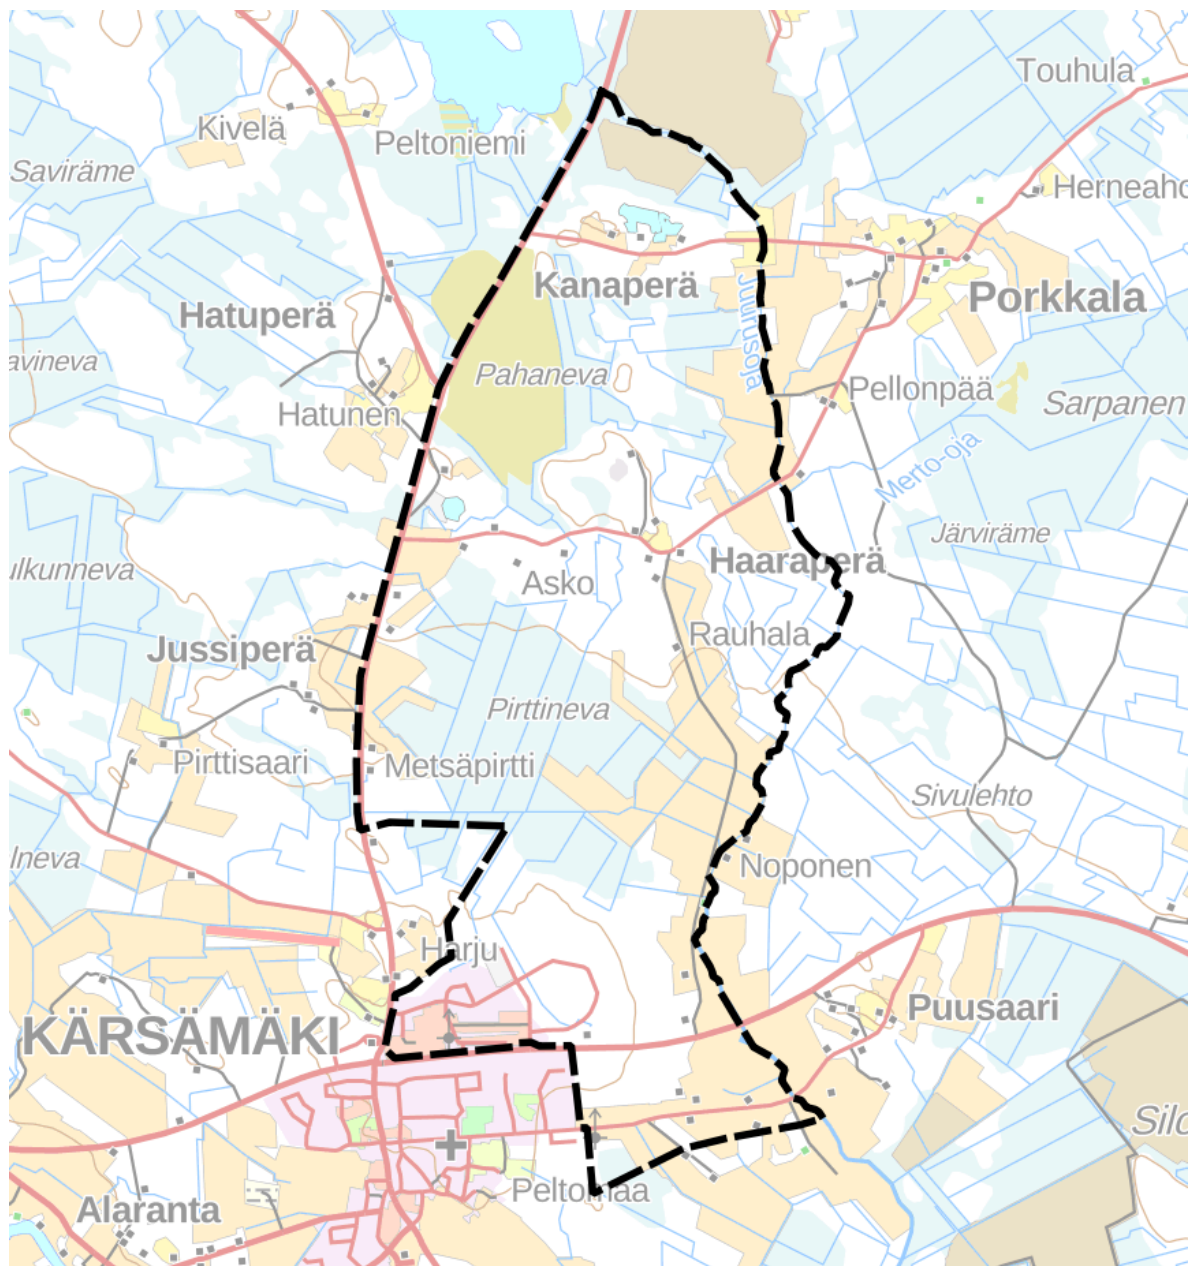 Touhula
Kivelä
Peltoniemi
Saviräme
Herneaho
Kanaperä
Porkkala
Hatuperä
Juurusoja
avineva
Pahaneva
Pellonpää
Sarpanen
Hatunen
Merto-oja
Järviräme
ulkunneva
Haaraperä
Asko
Rauhala
Jussiperä
Pirttineva
Pirttisaari
Metsäpirtti
Sivulehto
lneva
Noponen
Harju
Puusaari
KÄRSÄMÄKI
Silo
Peltomaa
Alaranta